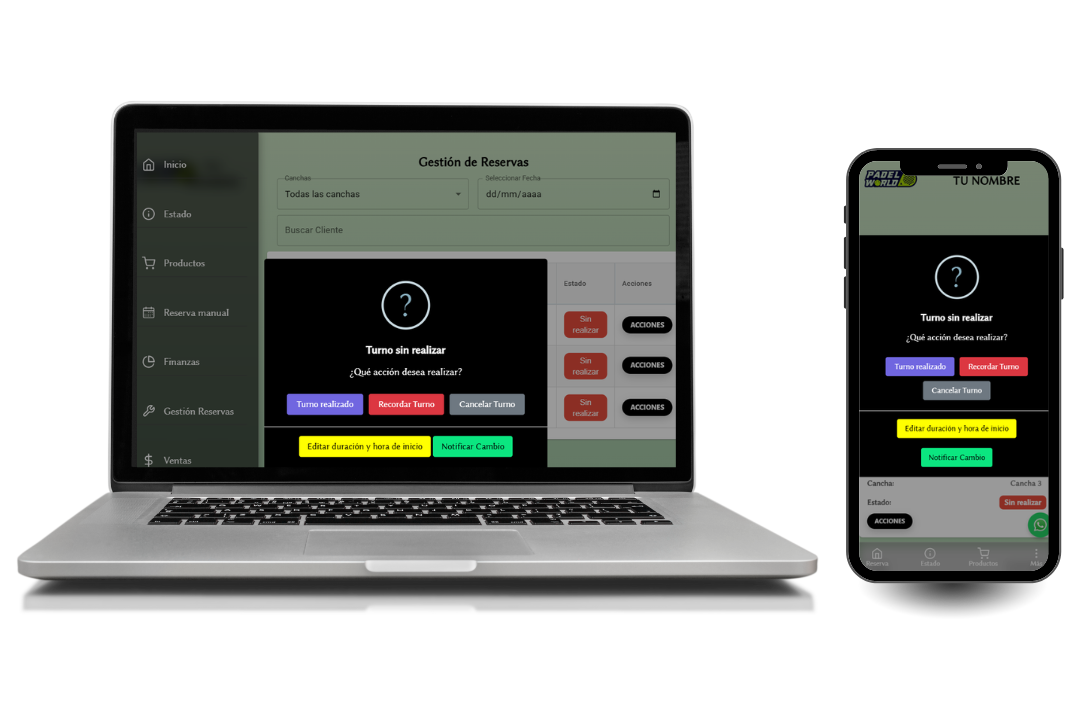 Inicio
Estado
Productos
Reserva manual
Finanzas
Gestión Reservas
Ventas
Gestión de Reservas
Canchas
Todas las canchas
Seleccionar Fecha
dd/mm/aaaa
Buscar Cliente
Estado
Acciones
Sin
realizar
ACCIONES
Sin
realizar
ACCIONES
Sin
realizar
ACCIONES
?
Turno sin realizar
¿Qué acción desea realizar?
Turno realizado
Recordar Turno
Cancelar Turno
Editar duración y hora de inicio
Notificar Cambio
PADEL
WORLD
TU NOMBRE
?
Turno sin realizar
¿Qué acción desea realizar?
Turno realizado
Recordar Turno
Cancelar Turno
Editar duración y hora de inicio
Notificar Cambio
Cancha:
Cancha 3
Estado:
Sin realizar
ACCIONES
Reserva
Estado
Productos
Más